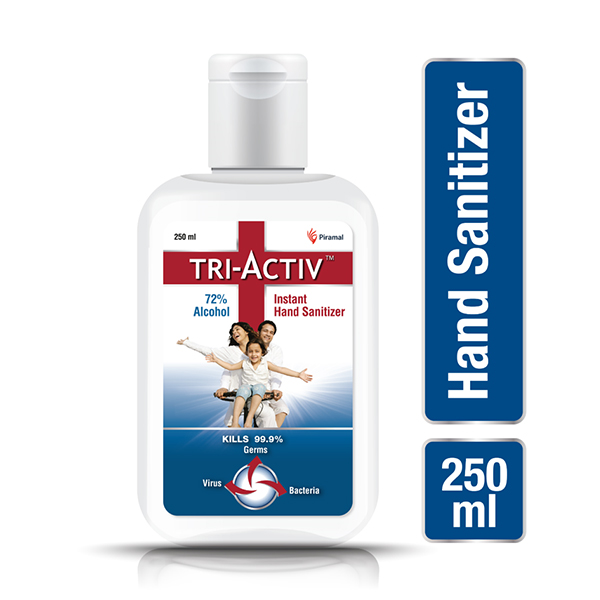 250 ml
Piramal
TRI-ACTIV™
72%
Alcohol
Instant
Hand Sanitizer
KILLS 99.9%
Germs
Virus
Bacteria
Hand Sanitizer
250
ml